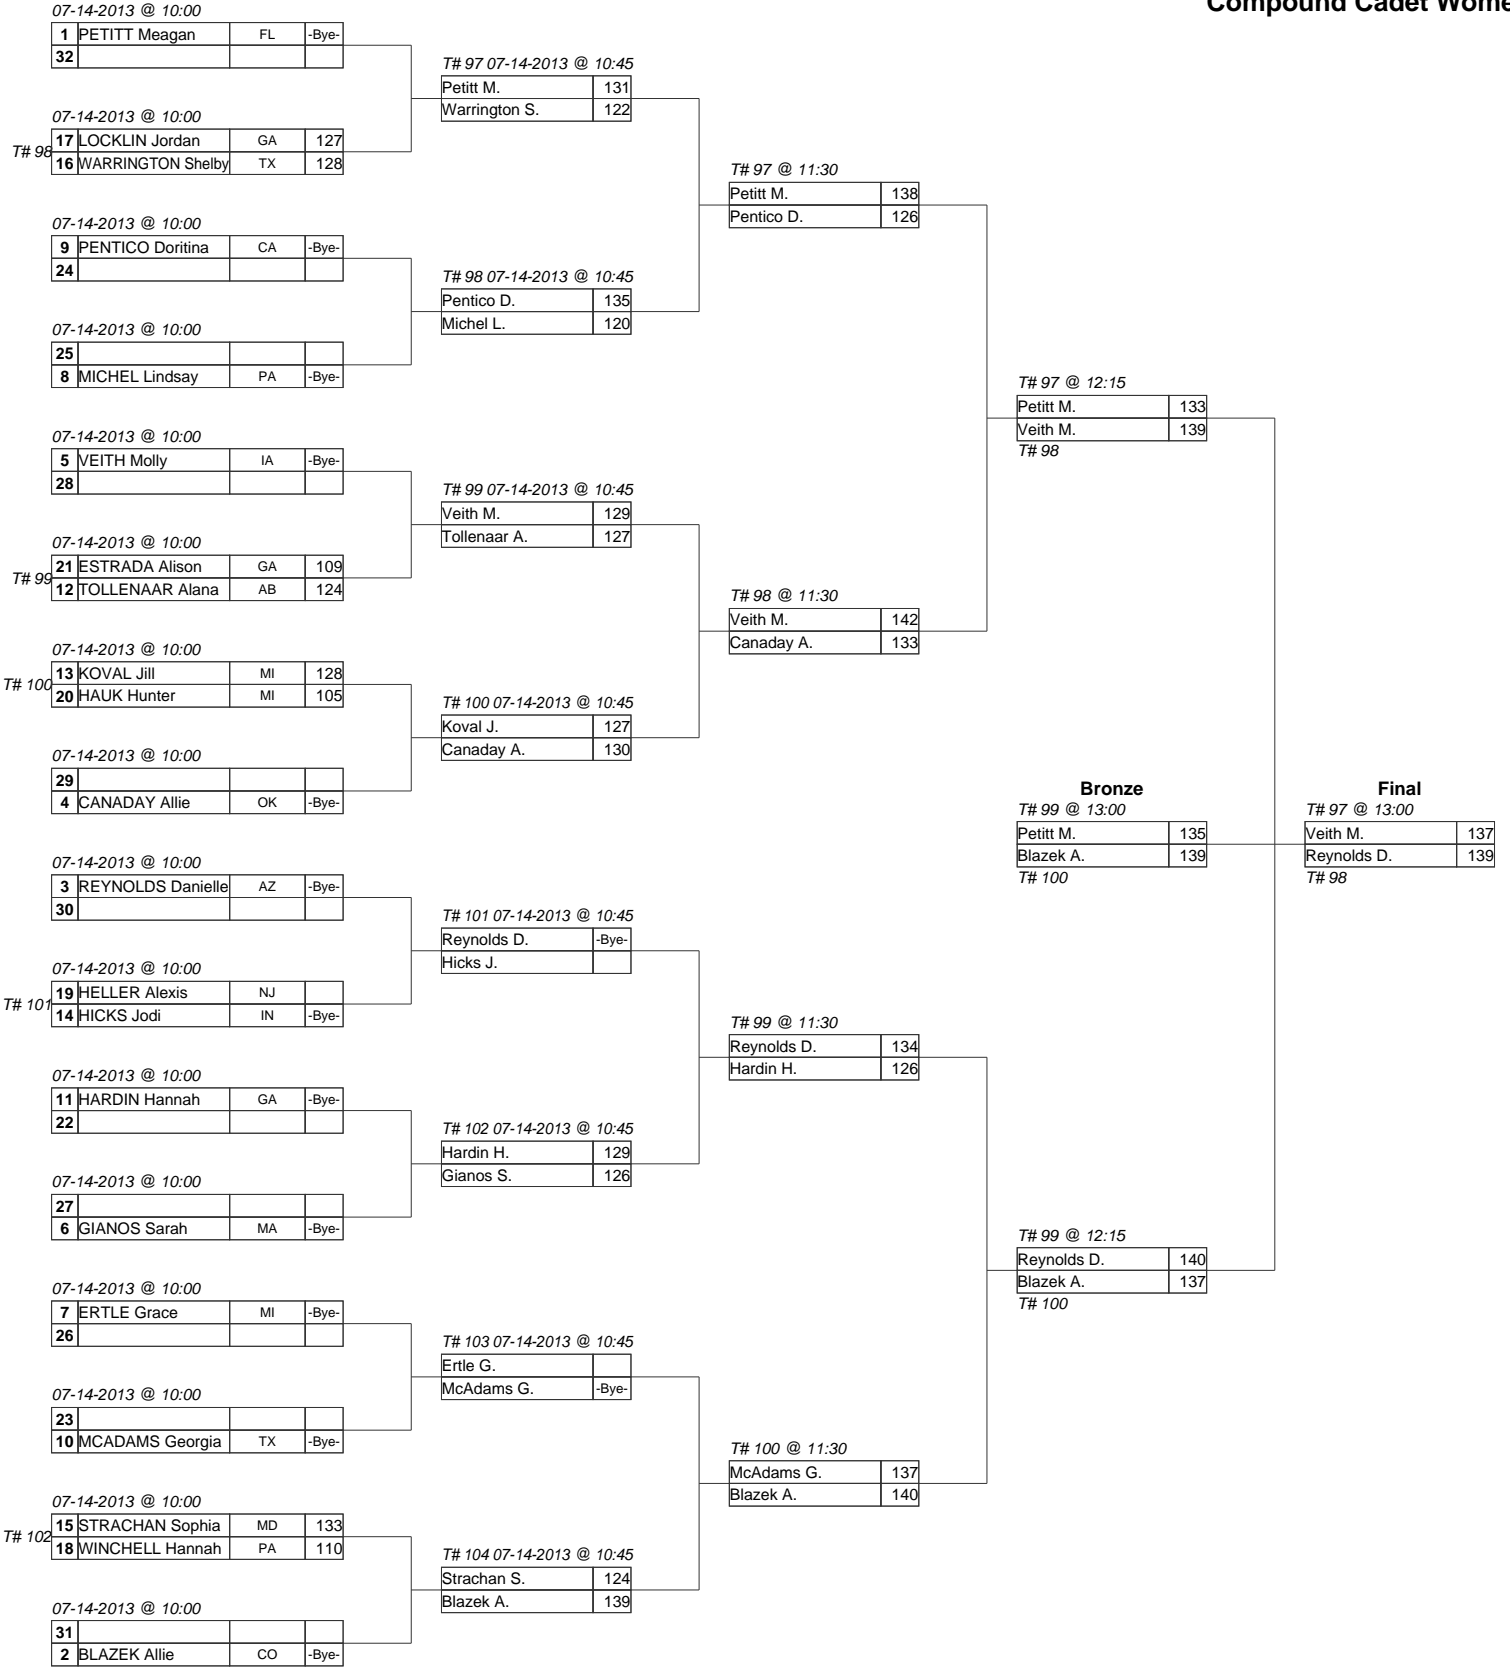 Compound Cadet Wome
07-14-2013 @ 10:00
1 PETITT Meagan FL -Bye-
32
07-14-2013 @ 10:00
T# 98
17 LOCKLIN Jordan GA 127
16 WARRINGTON Shelby TX 128
07-14-2013 @ 10:00
9 PENTICO Doritina CA -Bye-
24
07-14-2013 @ 10:00
25
8 MICHEL Lindsay PA -Bye-
07-14-2013 @ 10:00
5 VEITH Molly IA -Bye-
28
07-14-2013 @ 10:00
T# 99
21 ESTRADA Alison GA 109
12 TOLLENAAR Alana AB 124
07-14-2013 @ 10:00
T# 100
13 KOVAL Jill MI 128
20 HAUK Hunter MI 105
07-14-2013 @ 10:00
29
4 CANADAY Allie OK -Bye-
07-14-2013 @ 10:00
3 REYNOLDS Danielle AZ -Bye-
30
07-14-2013 @ 10:00
T# 101
19 HELLER Alexis NJ
14 HICKS Jodi IN -Bye-
07-14-2013 @ 10:00
11 HARDIN Hannah GA -Bye-
22
07-14-2013 @ 10:00
27
6 GIANOS Sarah MA -Bye-
07-14-2013 @ 10:00
7 ERTLE Grace MI -Bye-
26
07-14-2013 @ 10:00
23
10 MCADAMS Georgia TX -Bye-
07-14-2013 @ 10:00
T# 102
15 STRACHAN Sophia MD 133
18 WINCHELL Hannah PA 110
07-14-2013 @ 10:00
31
2 BLAZEK Allie CO -Bye-
T# 97 07-14-2013 @ 10:45
Petitt M. 131
Warrington S. 122
T# 98 07-14-2013 @ 10:45
Pentico D. 135
Michel L. 120
T# 99 07-14-2013 @ 10:45
Veith M. 129
Tollenaar A. 127
T# 100 07-14-2013 @ 10:45
Koval J. 127
Canaday A. 130
T# 101 07-14-2013 @ 10:45
Reynolds D. -Bye-
Hicks J.
T# 102 07-14-2013 @ 10:45
Hardin H. 129
Gianos S. 126
T# 103 07-14-2013 @ 10:45
Ertle G.
McAdams G. -Bye-
T# 104 07-14-2013 @ 10:45
Strachan S. 124
Blazek A. 139
T# 97 @ 11:30
Petitt M. 138
Pentico D. 126
T# 98 @ 11:30
Veith M. 142
Canaday A. 133
T# 99 @ 11:30
Reynolds D. 134
Hardin H. 126
T# 100 @ 11:30
McAdams G. 137
Blazek A. 140
T# 97 @ 12:15
Petitt M. 133
Veith M. 139
T# 98
Bronze
T# 99 @ 13:00
Petitt M. 135
Blazek A. 139
T# 100
T# 99 @ 12:15
Reynolds D. 140
Blazek A. 137
T# 100
Final
T# 97 @ 13:00
Veith M. 137
Reynolds D. 139
T# 98